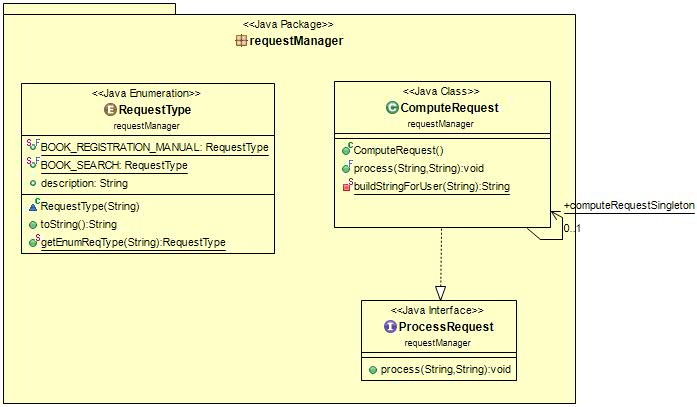 <<Java Package>>
requestManager
<<Java Enumeration>>
E RequestType
requestManager
S F BOOK_REGISTRATION_MANUAL: RequestType
S F BOOK_SEARCH: RequestType
description: String
C RequestType(String)
toString():String
S getEnumReqType(String):RequestType
<<Java Class>>
C ComputeRequest
requestManager
C ComputeRequest()
F process(String,String):void
S buildStringForUser(String):String
+computeRequestSingleton
0..1
<<Java Interface>>
I ProcessRequest
requestManager
process(String,String):void